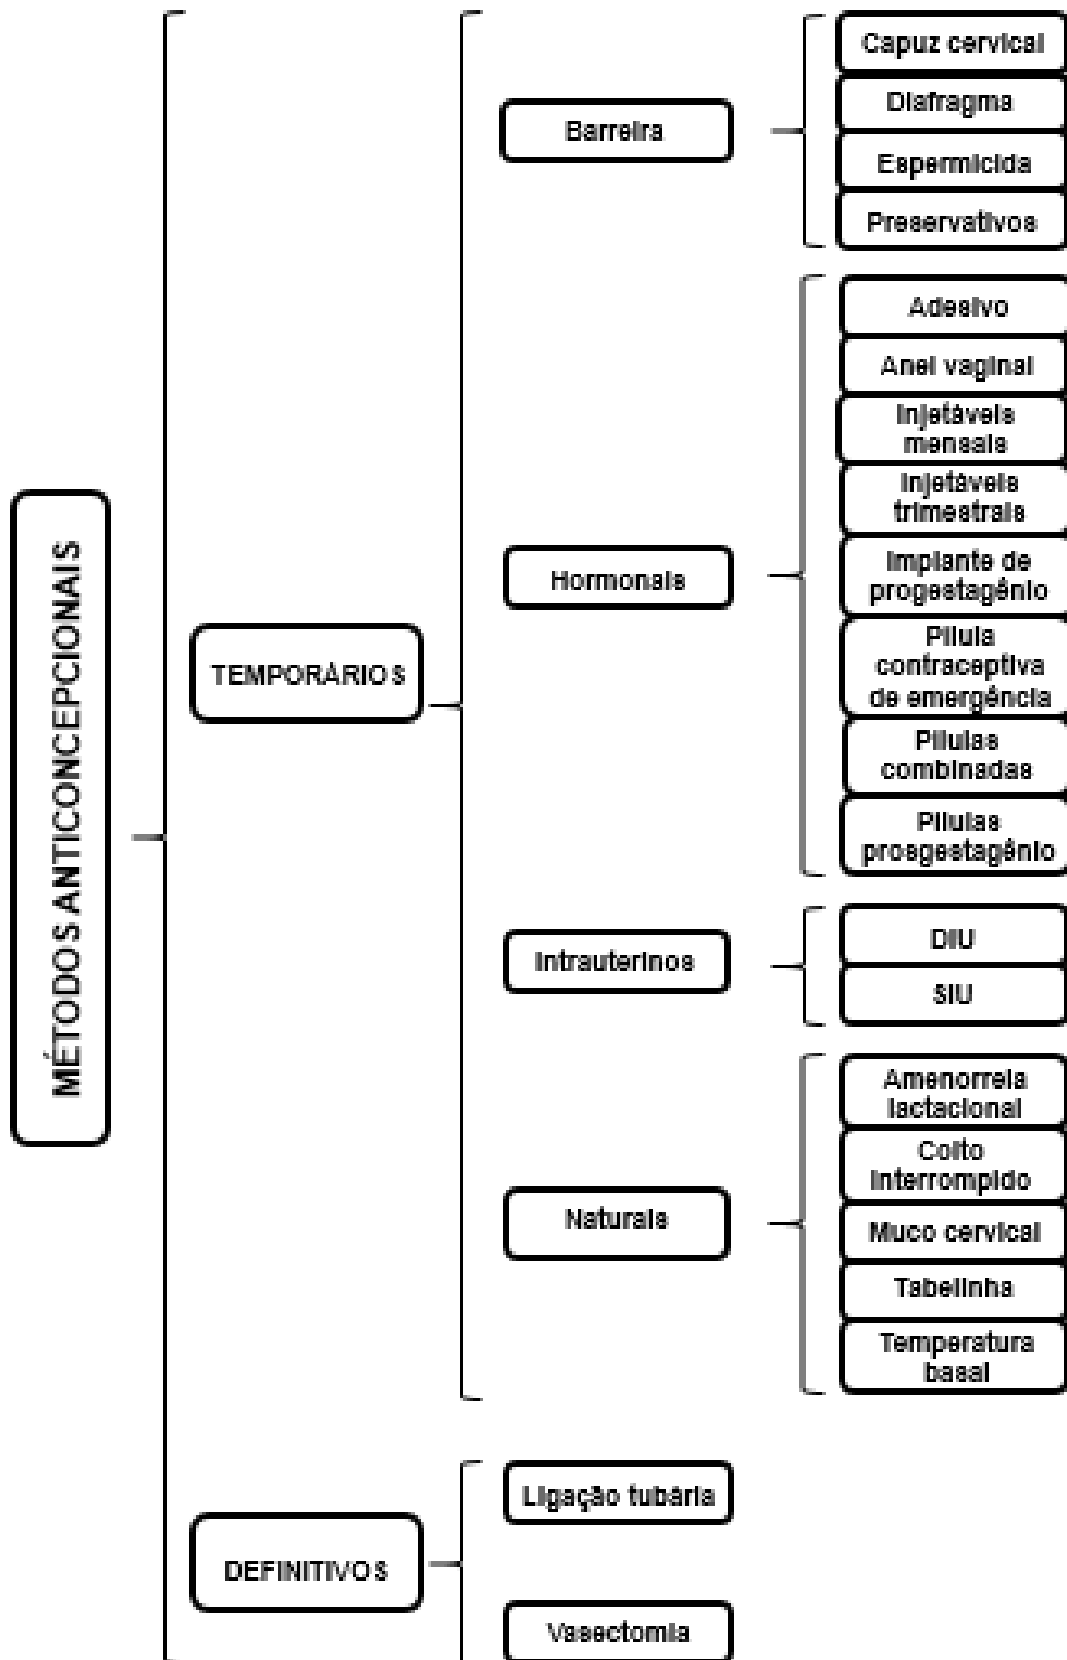 MÉTODOS ANTICONCEPCIONAIS
TEMPORÁRIOS
Barreira
Capuz cervical
Diafragma
Espermicida
Preservativos
Hormonais
Adesivo
Anel vaginal
Injetáveis
mensais
Injetáveis
trimestrais
Implante de
progestagênio
Pílula
contraceptiva
de emergência
Pílulas
combinadas
Pílulas
prosgestagênio
Intrauterinos
DIU
SIU
Naturais
Amenorreia
lactacional
Coito
Interrompido
Muco cervical
Tabelinha
Temperatura
basal
DEFINITIVOS
Ligação tubária
Vasectomia